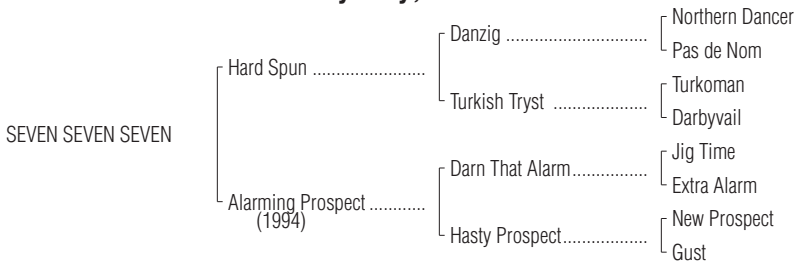 Northern Dancer
Danzig ..............................
Pas de Nom
Hard Spun ........................
Turkoman
Turkish Tryst ....................
Darbyvail
SEVEN SEVEN SEVEN
Jig Time
Darn That Alarm................
Extra Alarm
Alarming Prospect ............
(1994)
New Prospect
Hasty Prospect..................
Gust